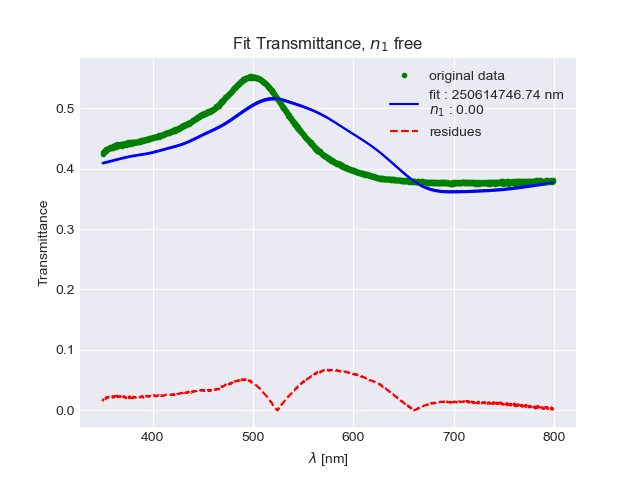 Fit Transmittance, n₁ free
original data
fit : 250614746.74 nm
n₁ : 0.00
residues
0.5
0.4
0.3
0.2
0.1
0.0
Transmittance
400 500 600 700 800
λ [nm]